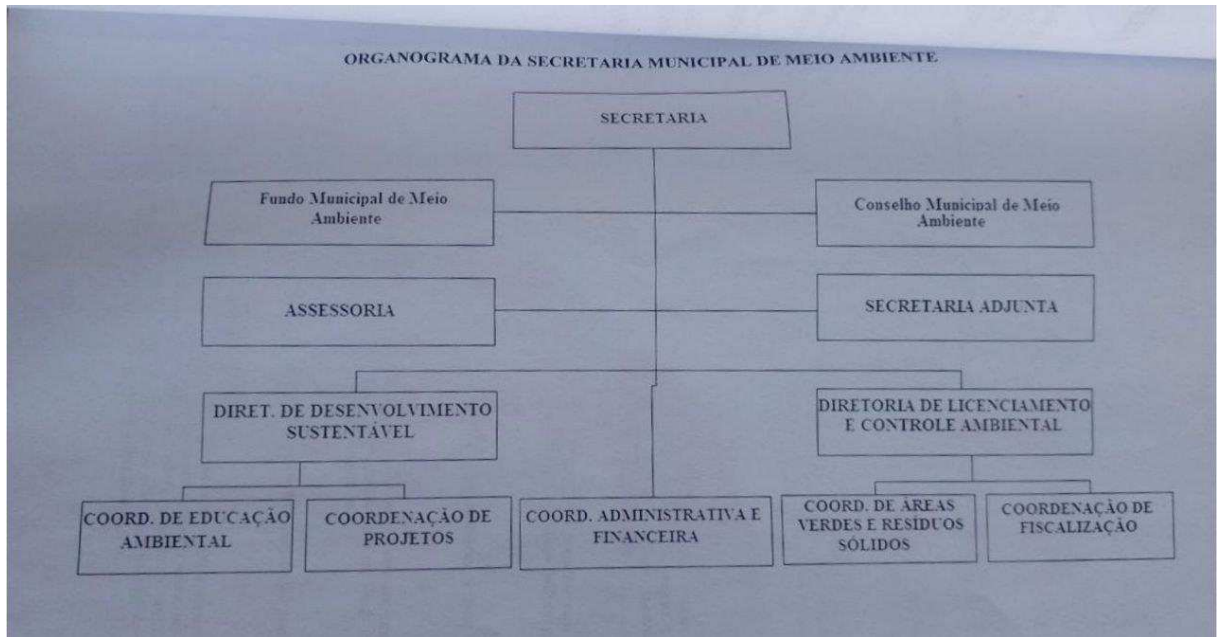 ORGANOGRAMA DA SECRETARIA MUNICIPAL DE MEIO AMBIENTE
SECRETARIA
Fundo Municipal de Meio
Ambiente
Conselho Municipal de Meio
Ambiente
ASSESSORIA
SECRETARIA ADJUNTA
DIRET. DE DESENVOLVIMENTO
SUSTENTÁVEL
DIRETORIA DE LICENCIAMENTO
E CONTROLE AMBIENTAL
COORD. DE EDUCAÇÃO
AMBIENTAL
COORDENAÇÃO DE
PROJETOS
COORD. ADMINISTRATIVA E
FINANCEIRA
COORD. DE ÁREAS
VERDES E RESÍDUOS
SÓLIDOS
COORDENAÇÃO DE
FISCALIZAÇÃO